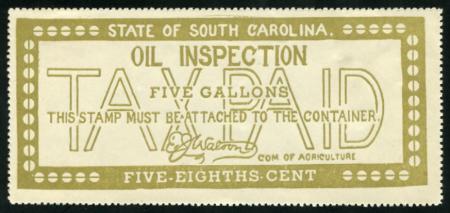 STATE OF SOUTH CAROLINA.
OIL INSPECTION
TAX PAID
FIVE GALLONS
THIS STAMP MUST BE ATTACHED TO THE CONTAINER.
E.J. Watson
COM OF AGRICULTURE
FIVE-EIGHTHS-CENT